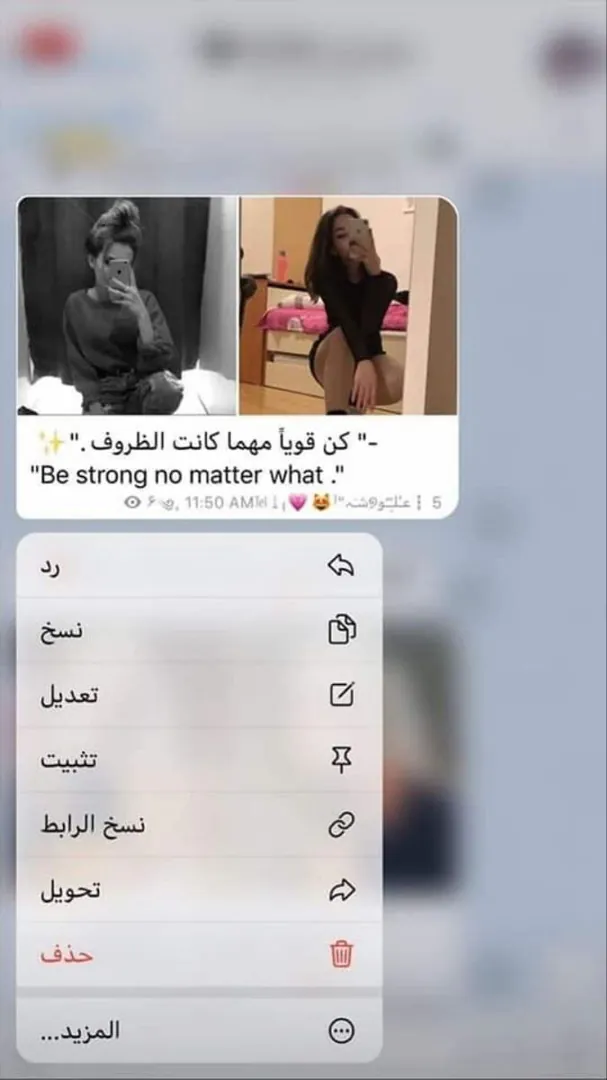 -" كن قوياً مهما كانت الظروف ."✨
"Be strong no matter what ."
11:50 AM
5
رد
نسخ
تعديل
تثبيت
نسخ الرابط
تحويل
حذف
المزيد...